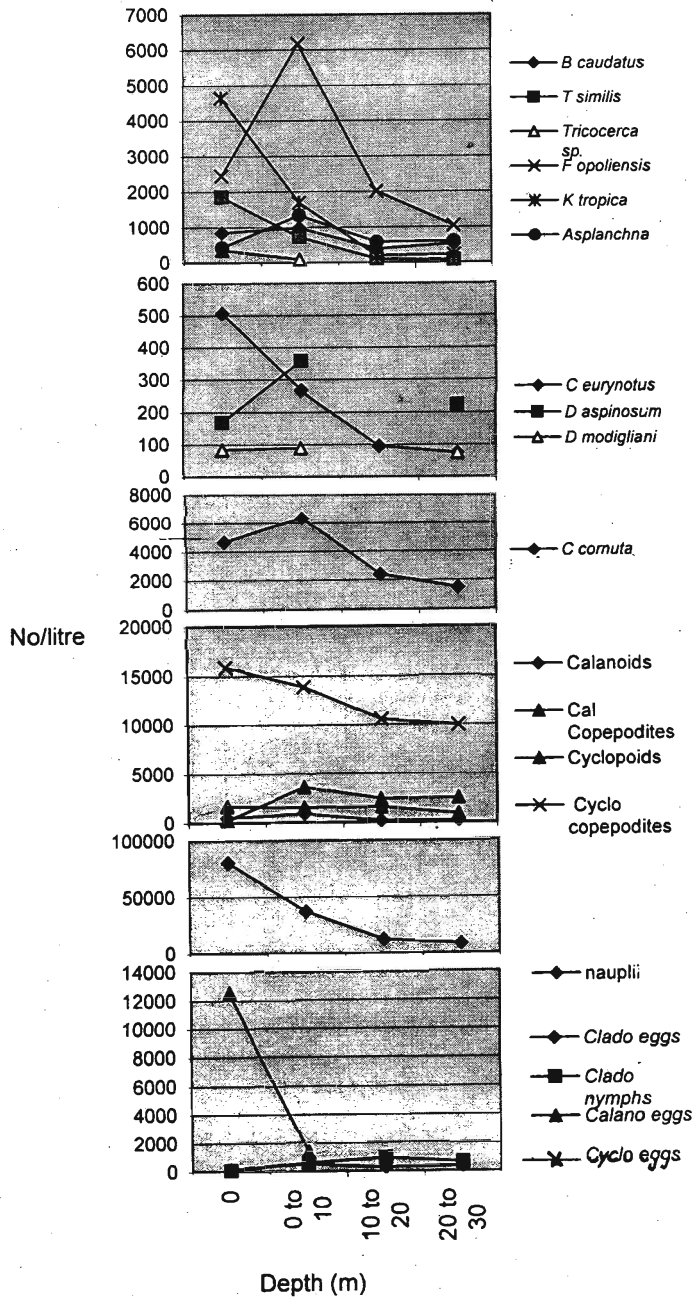 7000
6000
5000
4000
3000
2000
1000
0
B caudatus
T similis
Tricocerca
sp.
F opoliensis
K tropica
Asplanchna
600
500
400
300
200
100
0
C eurynotus
D aspinosum
D modigliani
8000
6000
4000
2000
0
C cornuta
No/litre
20000
15000
10000
5000
0
Calanoids
Cal
Copepodites
Cyclopoids
Cyclo
copepodites
100000
50000
0
nauplii
14000
12000
10000
8000
6000
4000
2000
0
Clado eggs
Clado
nymphs
Calano eggs
Cyclo eggs
0
0 to
10
10 to
20
20 to
30
Depth (m)